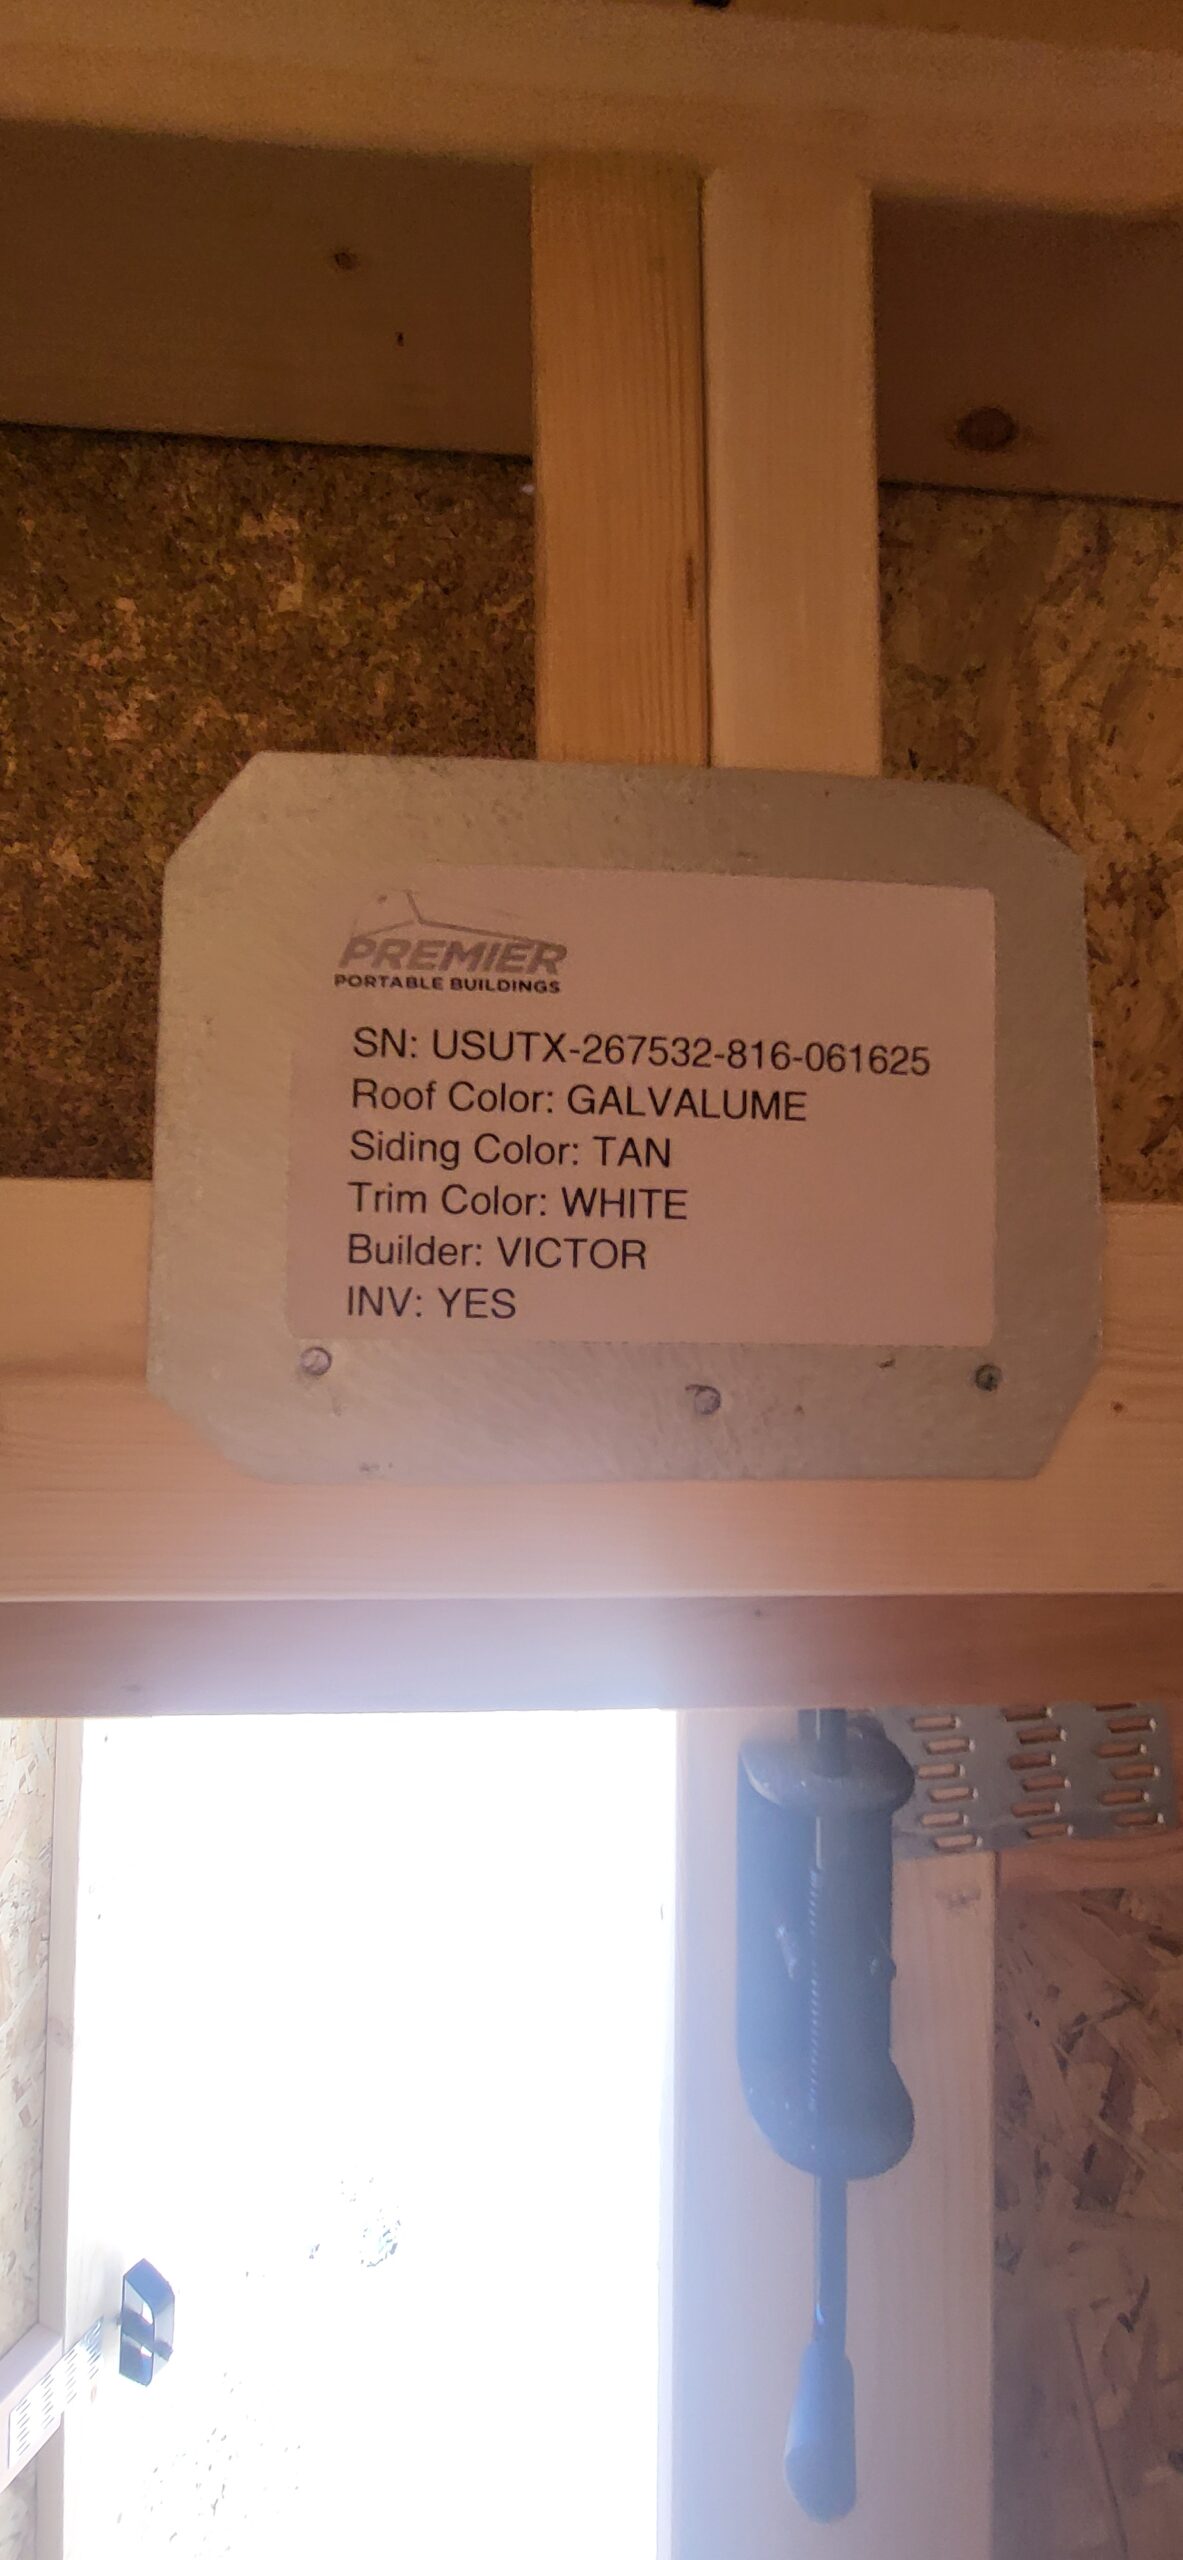 PREMIER
PORTABLE BUILDINGS
SN: USUTX-267532-816-061625
Roof Color: GALVALUME
Siding Color: TAN
Trim Color: WHITE
Builder: VICTOR
INV: YES